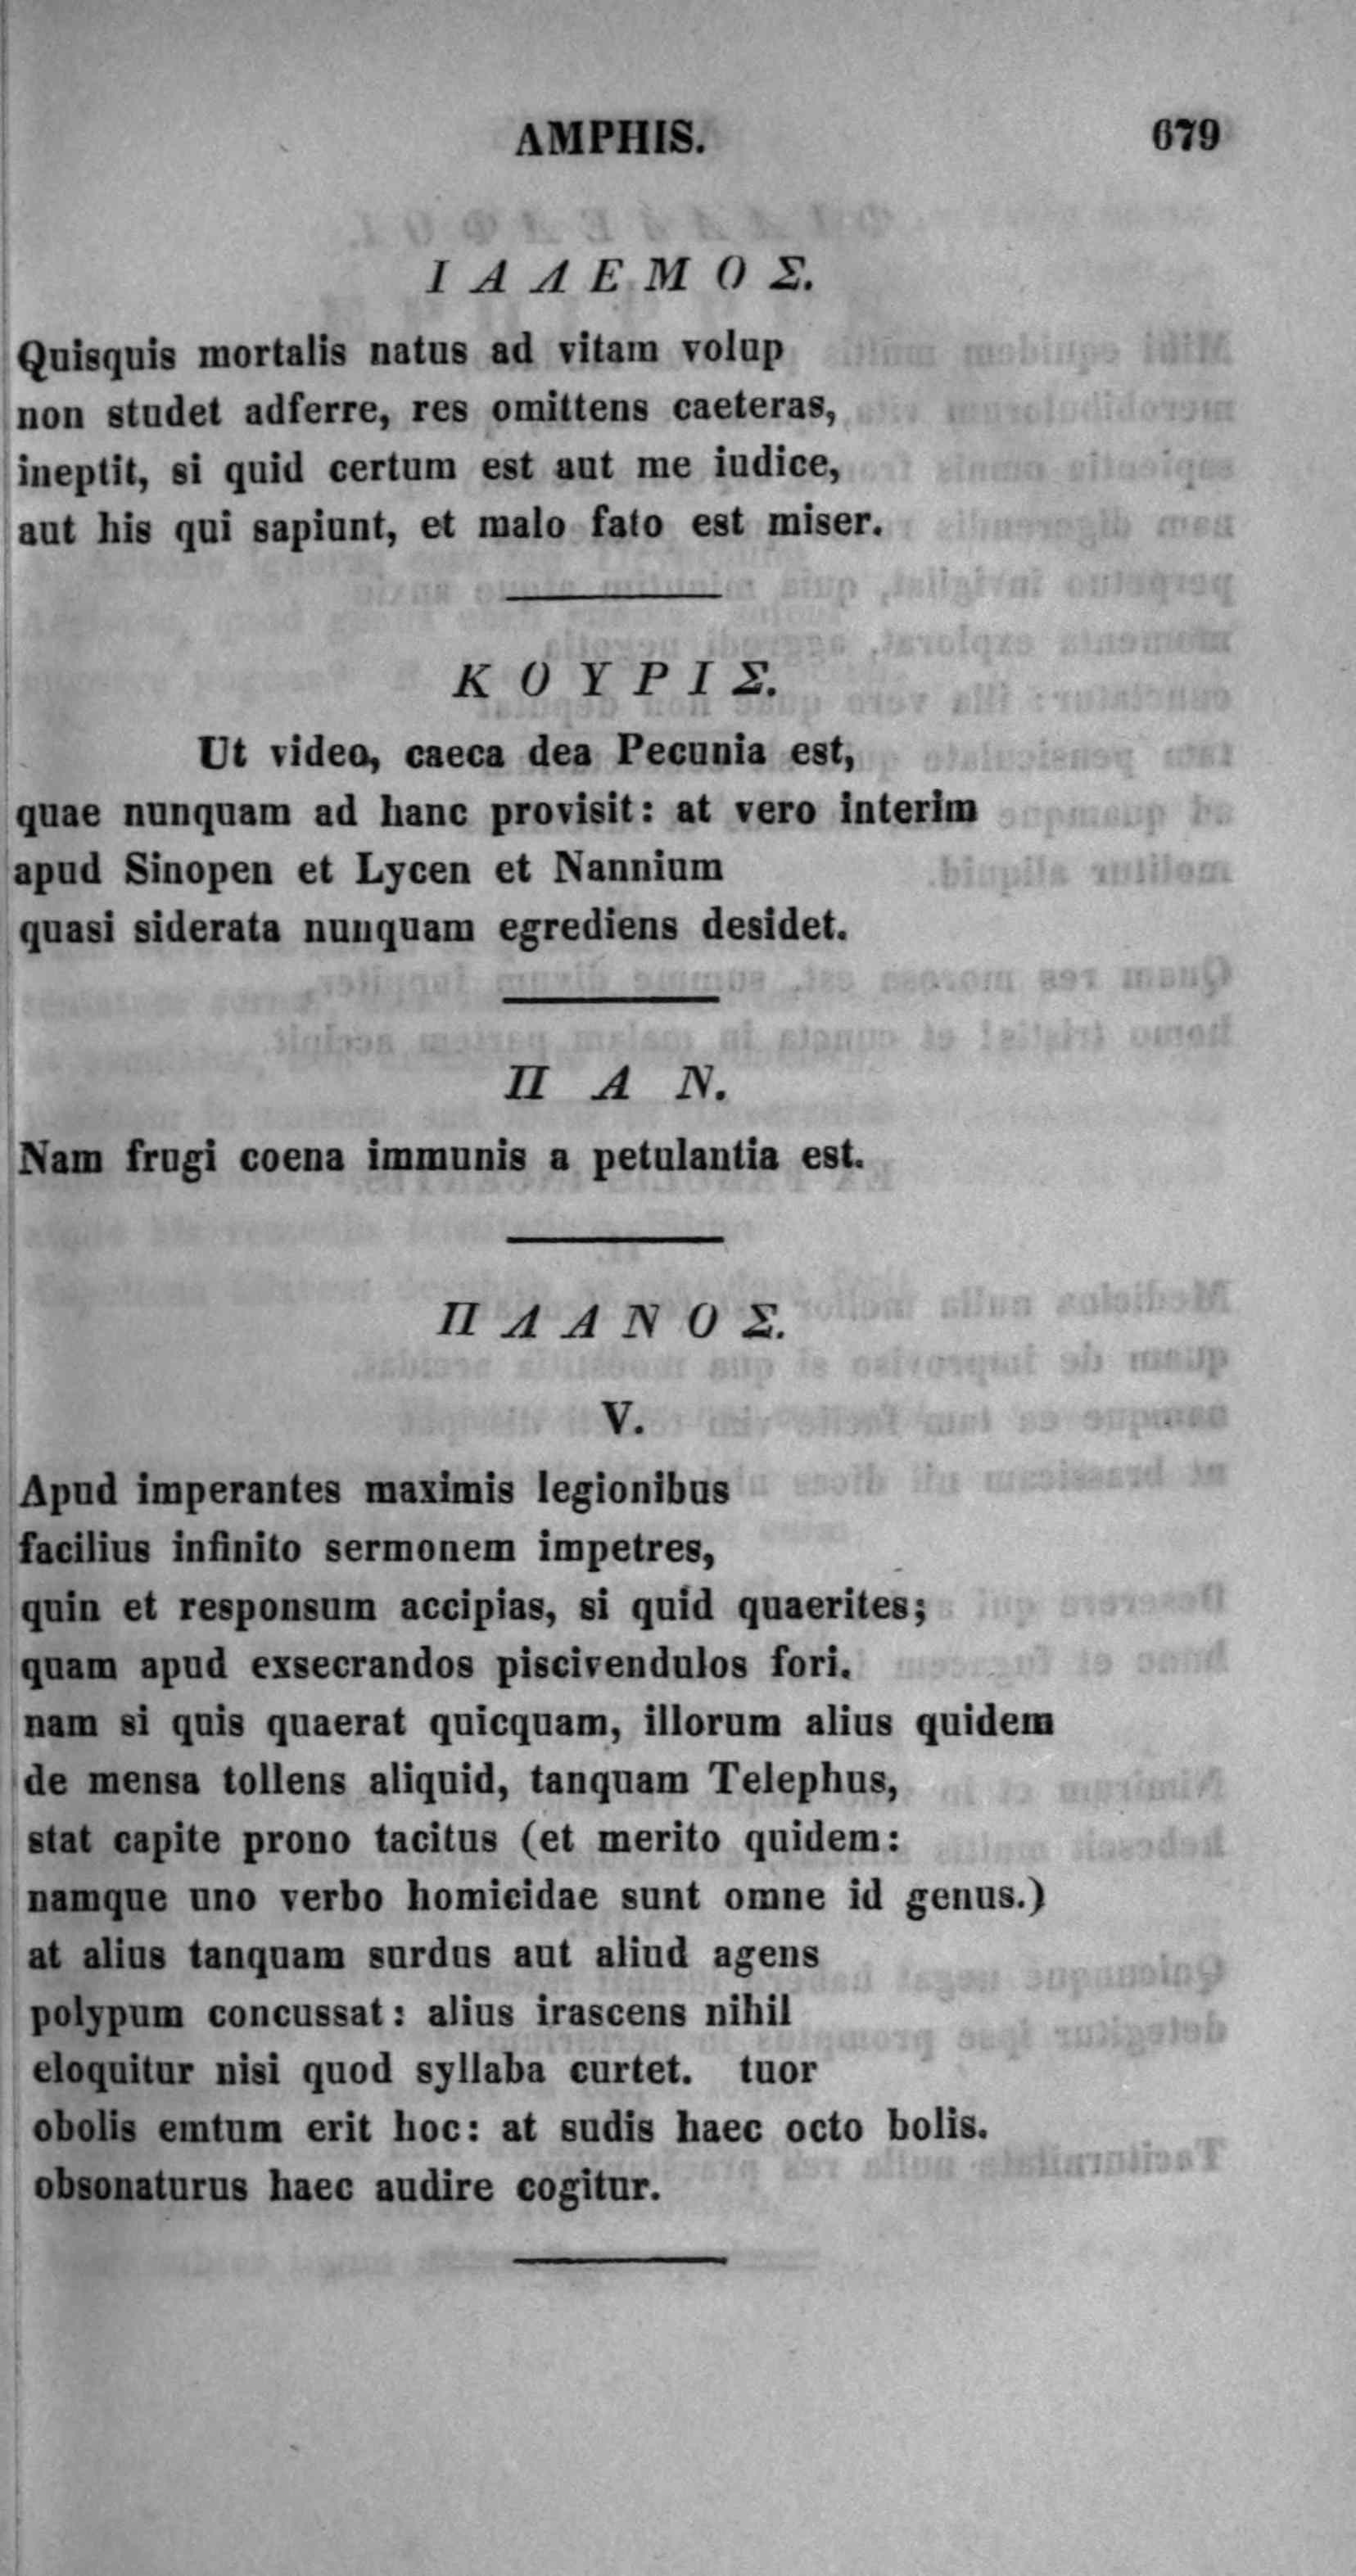 AMPHIS. 679
Ι Α Λ Ε Μ Ο Σ.
Quisquis mortalis natus ad vitam volup
non studet adferre, res omittens caeteras,
ineptit, si quid certum est aut me iudice,
aut his qui sapiunt, et malo fato est miser.
Κ Ο Υ Ρ Ι Σ.
Ut video, caeca dea Pecunia est,
quae nunquam ad hanc provisit: at vero interim
apud Sinopen et Lycen et Nannium
quasi siderata nunquam egrediens desidet.
Π Α Ν.
Nam frugi coena immunis a petulantia est.
Π Λ Α Ν Ο Σ.
V.
Apud imperantes maximis legionibus
facilius infinito sermonem impetres,
quin et responsum accipias, si quid quaerites;
quam apud exsecrandos piscivendulos fori.
nam si quis quaerat quicquam, illorum alius quidem
de mensa tollens aliquid, tanquam Telephus,
stat capite prono tacitus (et merito quidem:
namque uno verbo homicidae sunt omne id genus.)
at alius tanquam surdus aut aliud agens
polypum concussat: alius irascens nihil
eloquitur nisi quod syllaba curtet. tuor
obolis emtum erit hoc: at sudis haec octo bolis.
obsonaturus haec audire cogitur.